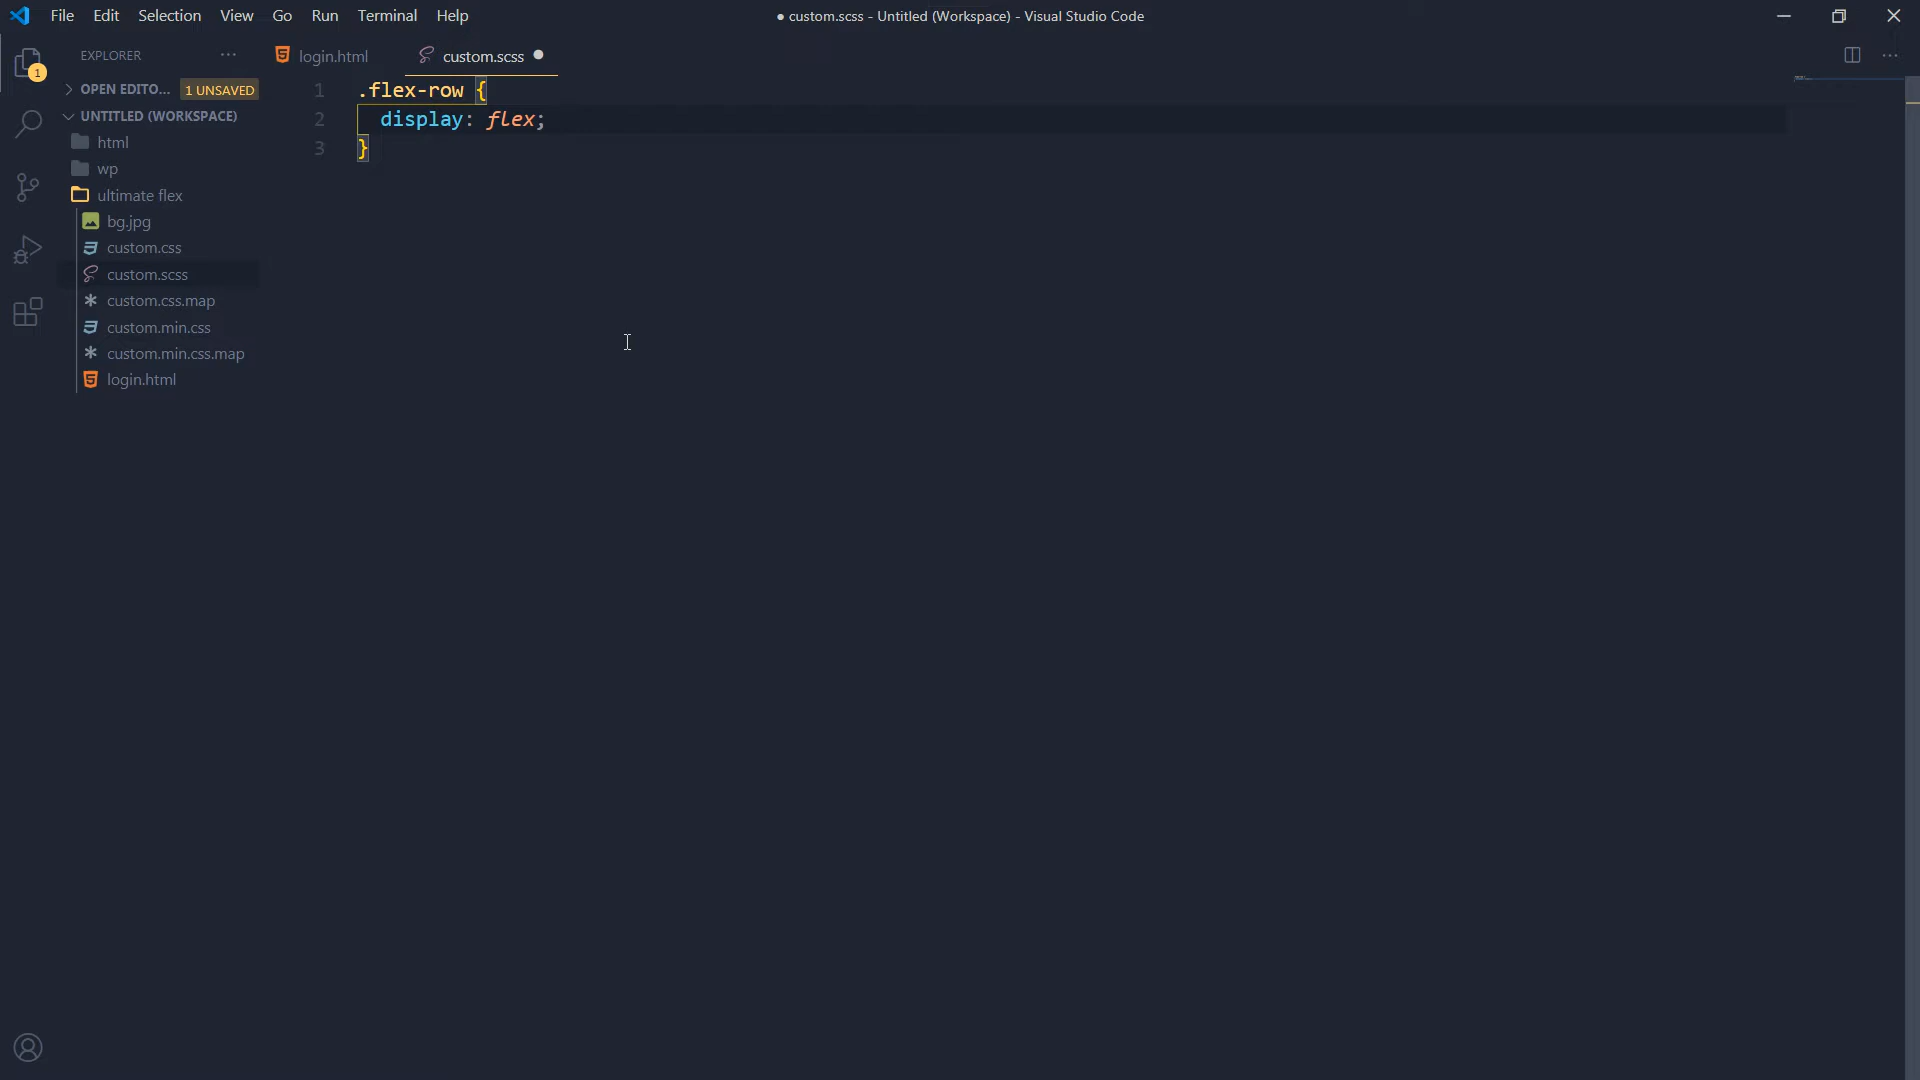 File Edit Selection View Go Run Terminal Help
● custom.scss - Untitled (Workspace) - Visual Studio Code
1
EXPLORER ···
OPEN EDITO... 1 UNSAVED
UNTITLED (WORKSPACE)
html
wp
ultimate flex
bg.jpg
custom.css
custom.scss
custom.css.map
custom.min.css
custom.min.css.map
login.html
login.html custom.scss ●
1 .flex-row {
2 display: flex;
3 }